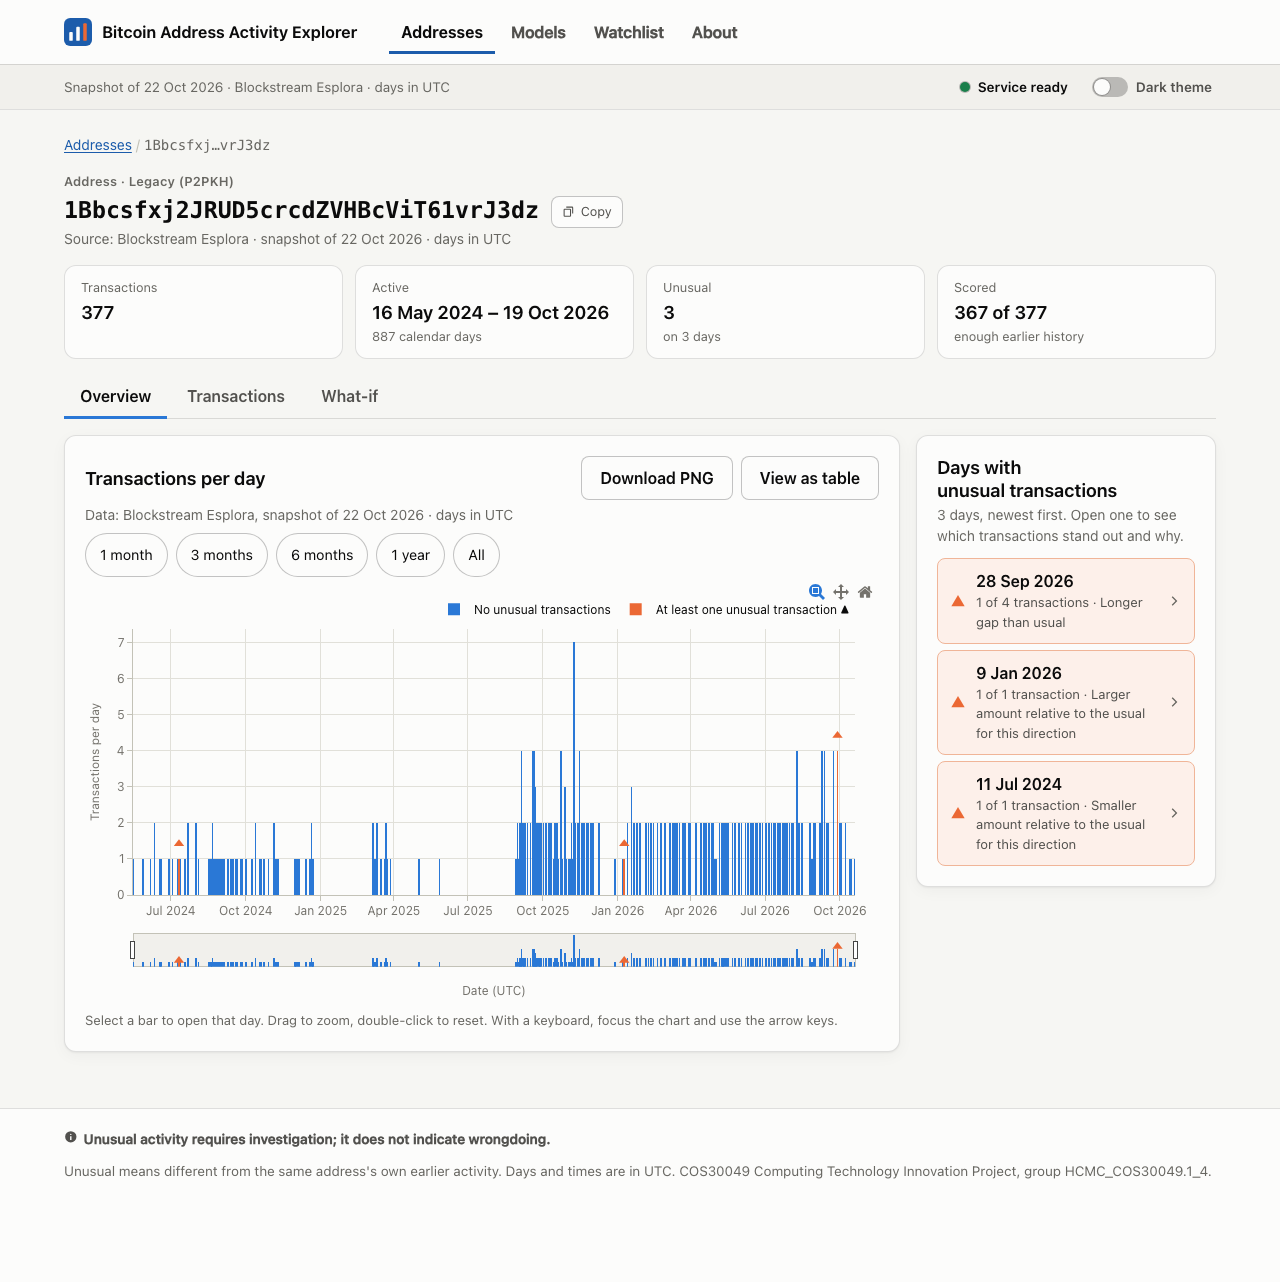 Bitcoin Address Activity Explorer
Addresses
Models
Watchlist
About
Snapshot of 22 Oct 2026 · Blockstream Esplora · days in UTC
Service ready
Dark theme
Addresses / 1Bbcsfxj…vrJ3dz
Address · Legacy (P2PKH)
1Bbcsfxj2JRUD5crcdZVHBcViT61vrJ3dz
Copy
Source: Blockstream Esplora · snapshot of 22 Oct 2026 · days in UTC
Transactions
377
Active
16 May 2024 – 19 Oct 2026
887 calendar days
Unusual
3
on 3 days
Scored
367 of 377
enough earlier history
Overview
Transactions
What-if
Transactions per day
Download PNG
View as table
Data: Blockstream Esplora, snapshot of 22 Oct 2026 · days in UTC
1 month
3 months
6 months
1 year
All
No unusual transactions
At least one unusual transaction ▲
Transactions per day
7
6
5
4
3
2
1
0
Jul 2024
Oct 2024
Jan 2025
Apr 2025
Jul 2025
Oct 2025
Jan 2026
Apr 2026
Jul 2026
Oct 2026
Date (UTC)
Select a bar to open that day. Drag to zoom, double-click to reset. With a keyboard, focus the chart and use the arrow keys.
Days with
unusual transactions
3 days, newest first. Open one to see
which transactions stand out and why.
28 Sep 2026
1 of 4 transactions · Longer
gap than usual
9 Jan 2026
1 of 1 transaction · Larger
amount relative to the usual
for this direction
11 Jul 2024
1 of 1 transaction · Smaller
amount relative to the usual
for this direction
Unusual activity requires investigation; it does not indicate wrongdoing.
Unusual means different from the same address's own earlier activity. Days and times are in UTC. COS30049 Computing Technology Innovation Project, group HCMC_COS30049.1_4.